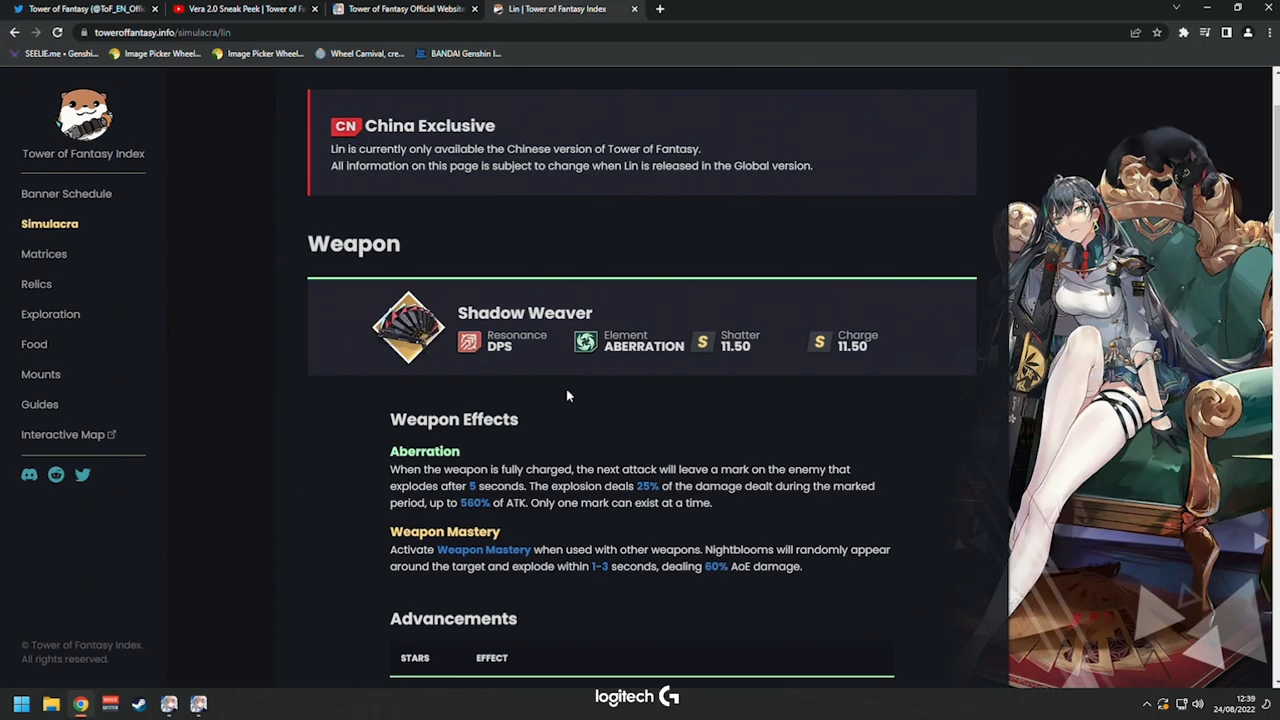 Tower of Fantasy (@ToF_EN_Offici
Vera 2.0 Sneak Peek | Tower of F
Tower of Fantasy Official Website
Lin | Tower of Fantasy Index
toweroffantasy.info/simulacra/lin
SEELIE.me • Genshi...
Image Picker Wheel...
Image Picker Wheel...
Wheel Carnival, cre...
BANDAI Genshin I...
Tower of Fantasy Index
Banner Schedule
Simulacra
Matrices
Relics
Exploration
Food
Mounts
Guides
Interactive Map
© Tower of Fantasy Index.
All rights reserved.
CN China Exclusive
Lin is currently only available the Chinese version of Tower of Fantasy.
All information on this page is subject to change when Lin is released in the Global version.
Weapon
Shadow Weaver
Resonance
DPS
Element
ABERRATION
S
Shatter
11.50
S
Charge
11.50
Weapon Effects
Aberration
When the weapon is fully charged, the next attack will leave a mark on the enemy that
explodes after 5 seconds. The explosion deals 25% of the damage dealt during the marked
period, up to 560% of ATK. Only one mark can exist at a time.
Weapon Mastery
Activate Weapon Mastery when used with other weapons. Nightblooms will randomly appear
around the target and explode within 1-3 seconds, dealing 60% AoE damage.
Advancements
STARS EFFECT
logitech G
12:39
24/08/2022